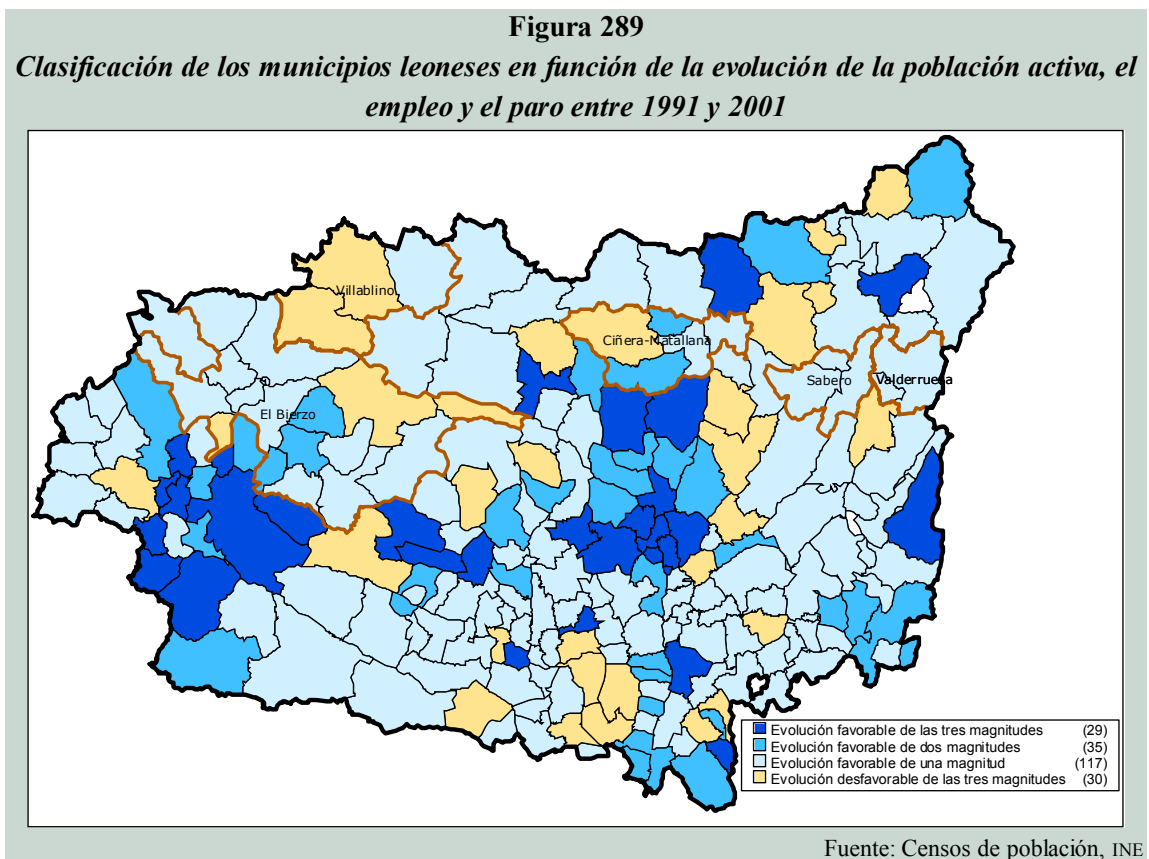 Figura 289
Clasificación de los municipios leoneses en función de la evolución de la población activa, el
empleo y el paro entre 1991 y 2001
Villablino
Ciñera-Matallana
Sabero
Valderrueda
El Bierzo
Evolución favorable de las tres magnitudes (29)
Evolución favorable de dos magnitudes (35)
Evolución favorable de una magnitud (117)
Evolución desfavorable de las tres magnitudes (30)
Fuente: Censos de población, INE